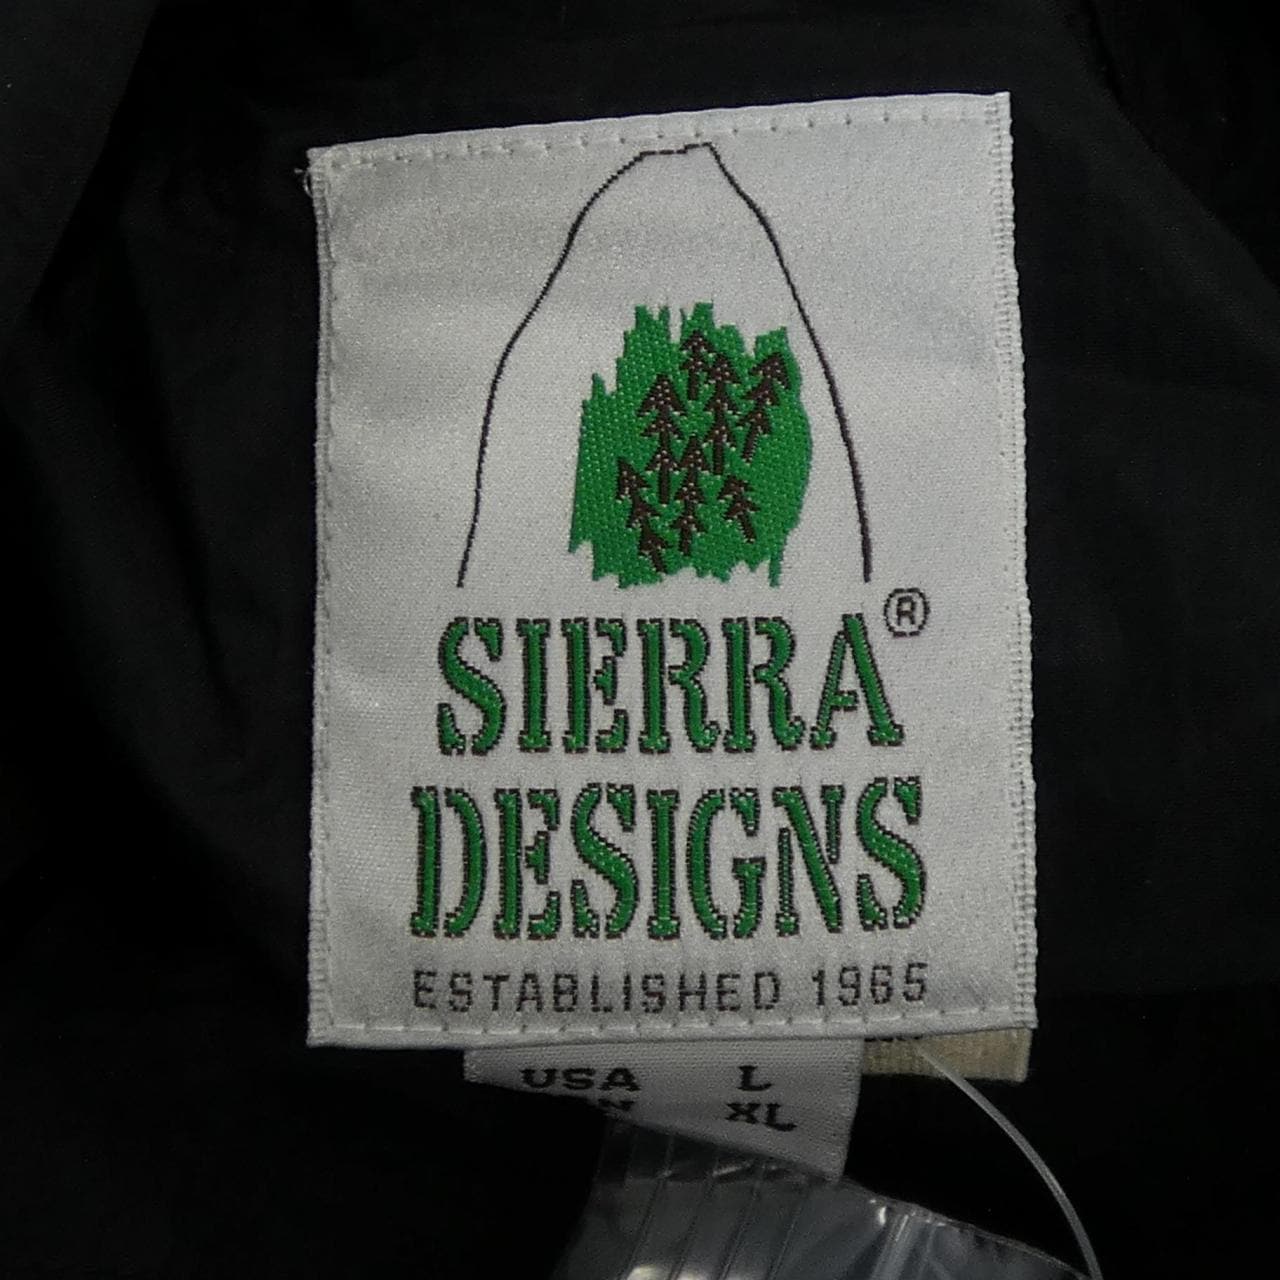 SIERRA®
DESIGNS
ESTABLISHED 1965
USA L
XL